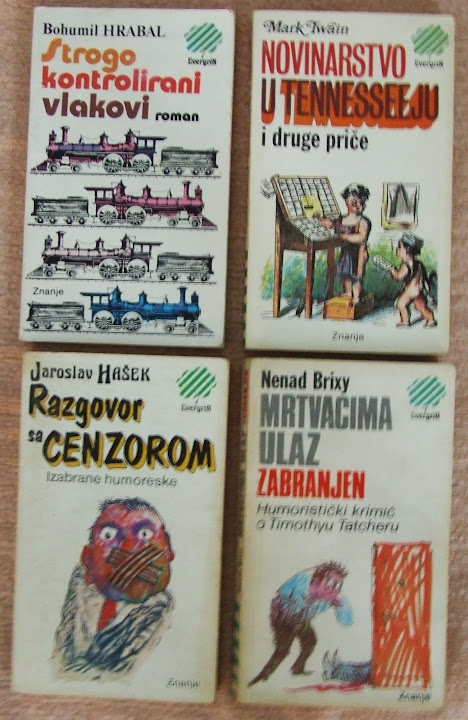 Bohumil HRABAL
Strogo
kontrolirani
vlakovi roman
EvergriN
Znanje
Mark Twain
NOVINARSTVO
U TENNESSEEJU
i druge priče
EvergriN
Znanje
Jaroslav HAŠEK
Razgovor
sa CENZOROM
Izabrane humoreske
EvergriN
Znanje
Nenad Brixy
MRTVACIMA
ULAZ
ZABRANJEN
Humoristički krimić
o Timothyu Tatcheru
EvergriN
Znanje